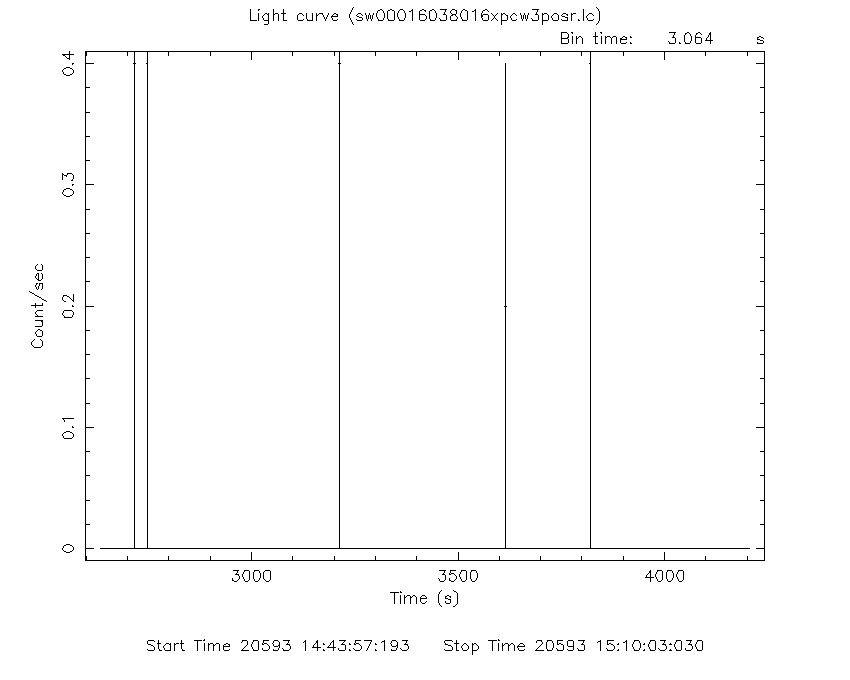 Light curve (sw00016038016xpcw3posr.lc)
Bin time: 3.064 s
0.4
0.3
0.2
0.1
0
Count/sec
3000 3500 4000
Time (s)
Start Time 20593 14:43:57:193 Stop Time 20593 15:10:03:030